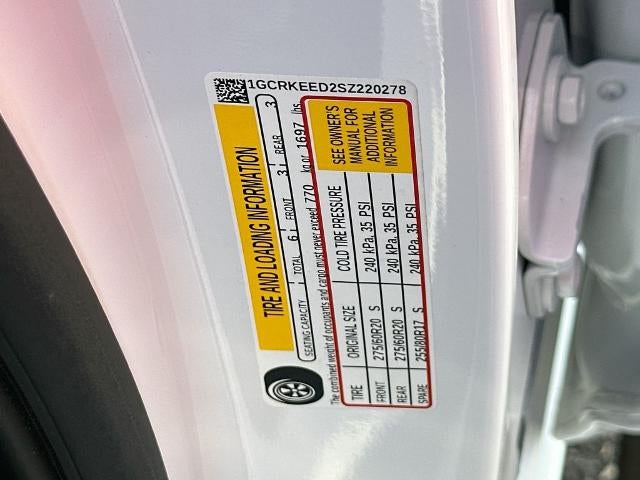 1GCRKEED2SZ220278
TIRE AND LOADING INFORMATION
SEATING CAPACITY TOTAL 6 FRONT 3 REAR 3
The combined weight of occupants and cargo must never exceed 770 kg or 1697 lbs
TIRE ORIGINAL SIZE COLD TIRE PRESSURE
FRONT 275/60R20 S 240 kPa, 35 PSI
REAR 275/60R20 S 240 kPa, 35 PSI
SPARE 255/80R17 S 240 kPa, 35 PSI
SEE OWNER'S
MANUAL FOR
ADDITIONAL
INFORMATION